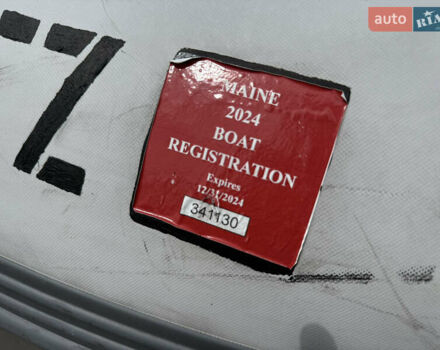 auto RIA
Z
MAINE
2024
BOAT
REGISTRATION
Expires
12/31/2024
341130